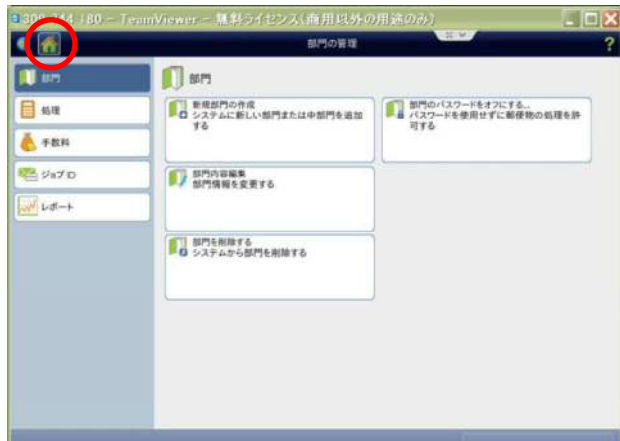 309 244 180 - TeamViewer - 無料ライセンス(商用以外の用途のみ)
部門の管理
?
部門
処理
手数料
ジョブ ID
レポート
部門
新規部門の作成
システムに新しい部門または中部門を追加
する
部門のパスワードをオフにする...
パスワードを使用せずに郵便物の処理を許
可する
部門内容編集
部門情報を変更する
部門を削除する
システムから部門を削除する